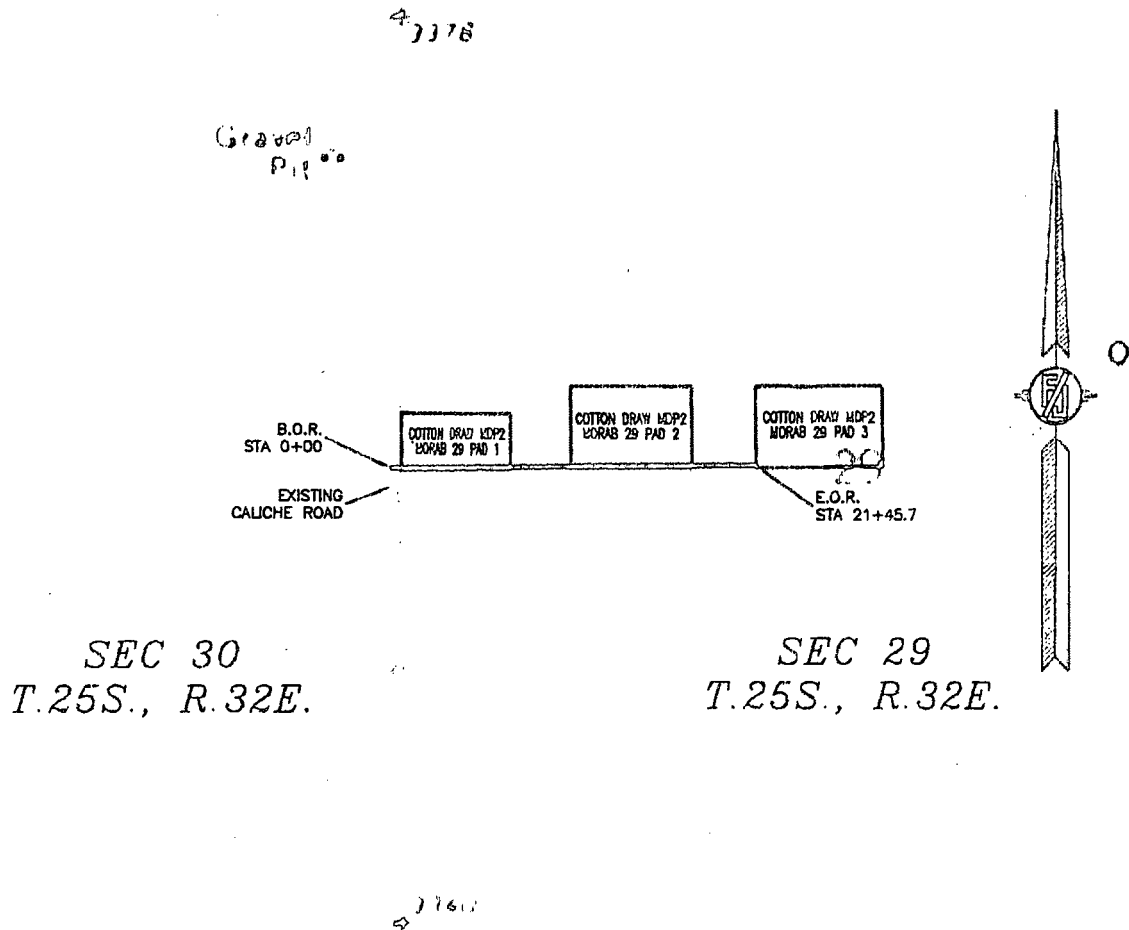 3378
Gravel
COTTON DRAW MDP2
MORAB 29 PAD 1
COTTON DRAW MDP2
MORAB 29 PAD 2
COTTON DRAW MDP2
MORAB 29 PAD 3
B.O.R.
STA 0+00
EXISTING
CALICHE ROAD
E.O.R.
STA 21+45.7
SEC 30
T.25S., R.32E.
SEC 29
T.25S., R.32E.